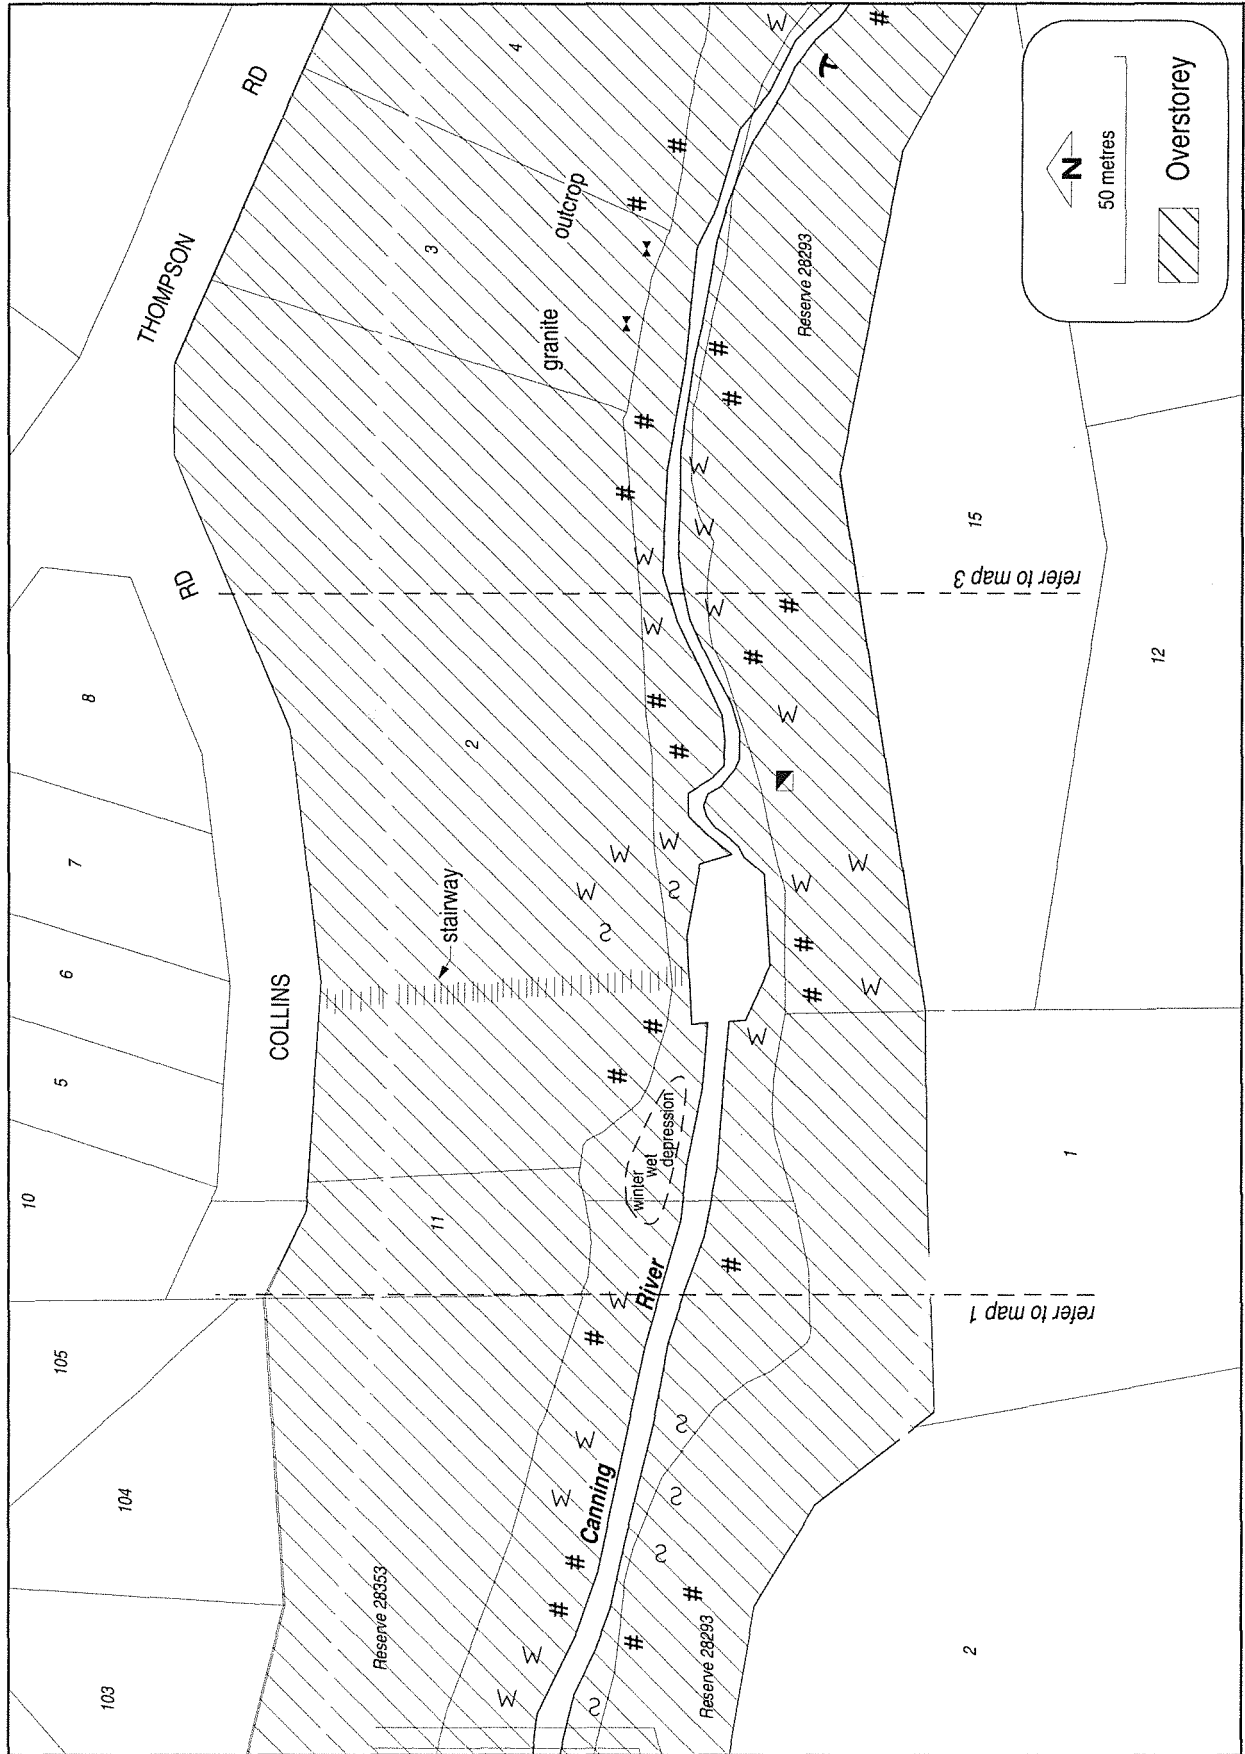 103
104
105
10
5
6
7
8
COLLINS
RD
THOMPSON
RD
Reserve 28353
11
stairway
2
3
4
granite
outcrop
winter
wet
depression
Canning
River
Reserve 28293
Reserve 28293
2
1
15
12
refer to map 1
refer to map 3
N
50 metres
Overstorey